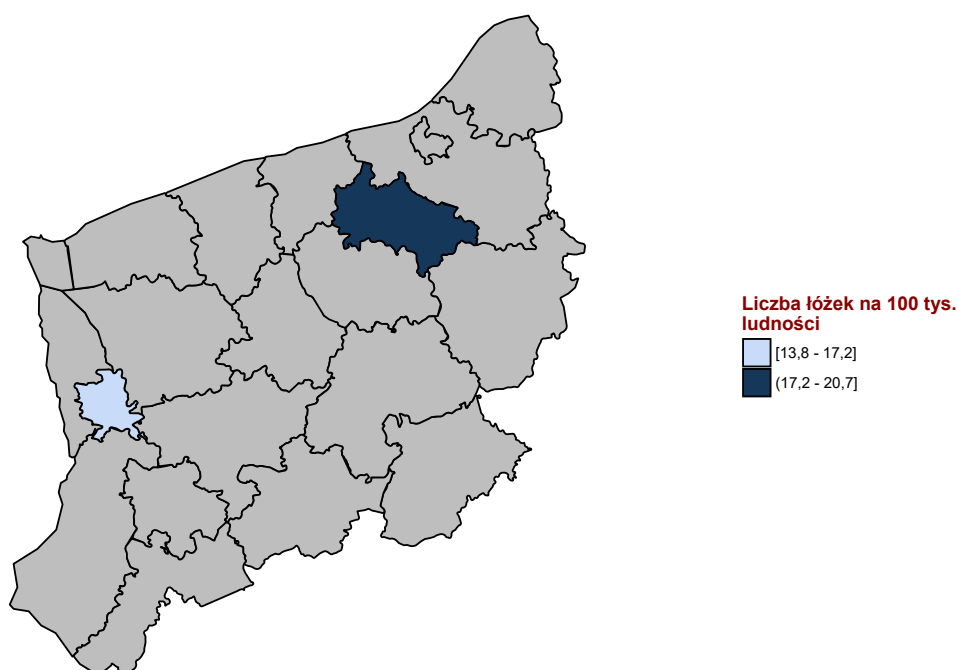 Liczba łóżek na 100 tys.
ludności
[13,8 - 17,2]
(17,2 - 20,7]